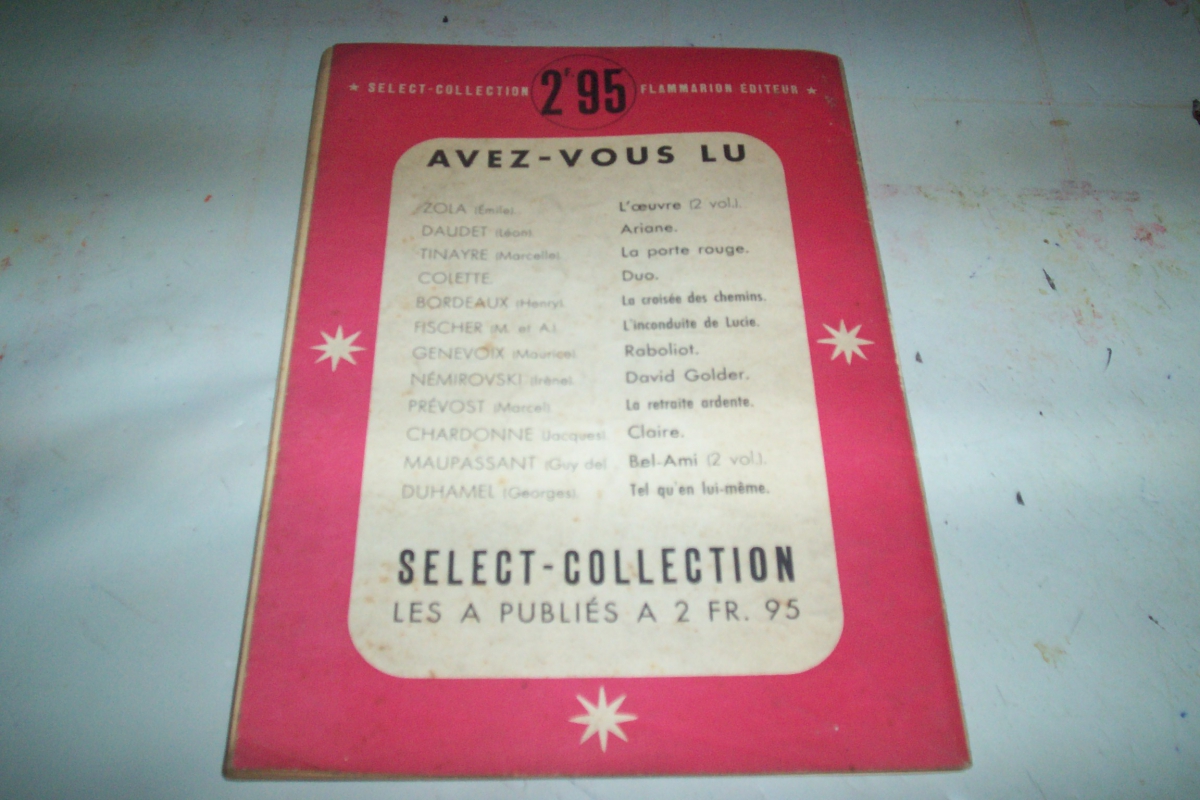 ★ SELECT-COLLECTION 2F.95 FLAMMARION ÉDITEUR ★
AVEZ-VOUS LU
ZOLA (Émile). L'œuvre (2 vol.).
DAUDET (Léon). Ariane.
TINAYRE (Marcelle). La porte rouge.
COLETTE. Duo.
BORDEAUX (Henry). La croisée des chemins.
FISCHER (M. et A.). L'inconduite de Lucie.
GENEVOIX (Maurice). Raboliot.
NÉMIROVSKI (Irène). David Golder.
PRÉVOST (Marcel). La retraite ardente.
CHARDONNE (Jacques). Claire.
MAUPASSANT (Guy de). Bel-Ami (2 vol.).
DUHAMEL (Georges). Tel qu'en lui-même.
SELECT-COLLECTION
LES A PUBLIÉS A 2 FR. 95